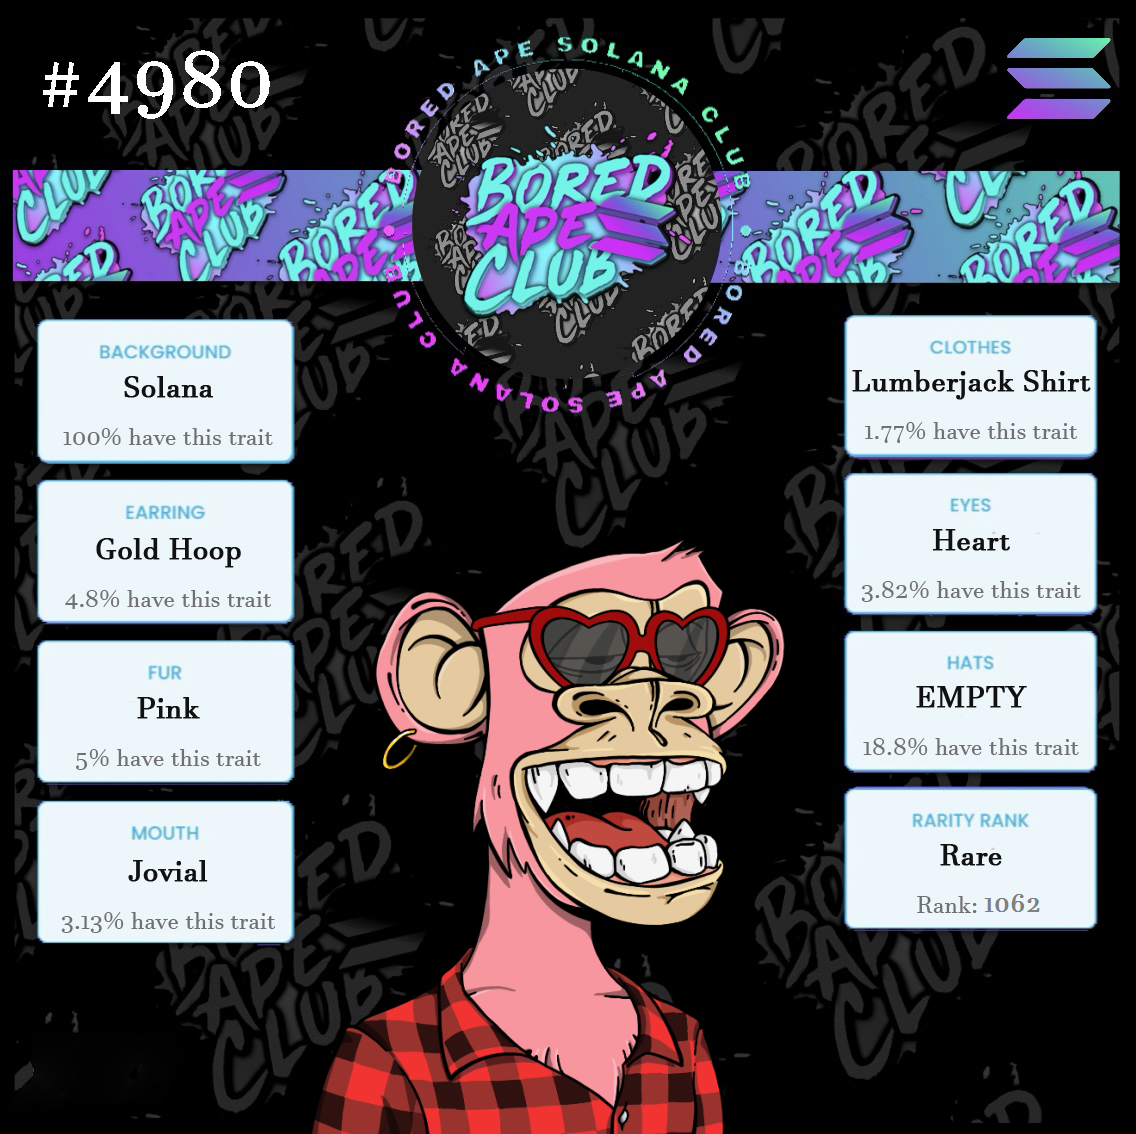 #4980
BORED APE SOLANA CLUB
BORED
APE
CLUB
BORED APE SOLANA CLUB
BACKGROUND
Solana
100% have this trait
EARRING
Gold Hoop
4.8% have this trait
FUR
Pink
5% have this trait
MOUTH
Jovial
3.13% have this trait
CLOTHES
Lumberjack Shirt
1.77% have this trait
EYES
Heart
3.82% have this trait
HATS
EMPTY
18.8% have this trait
RARITY RANK
Rare
Rank: 1062